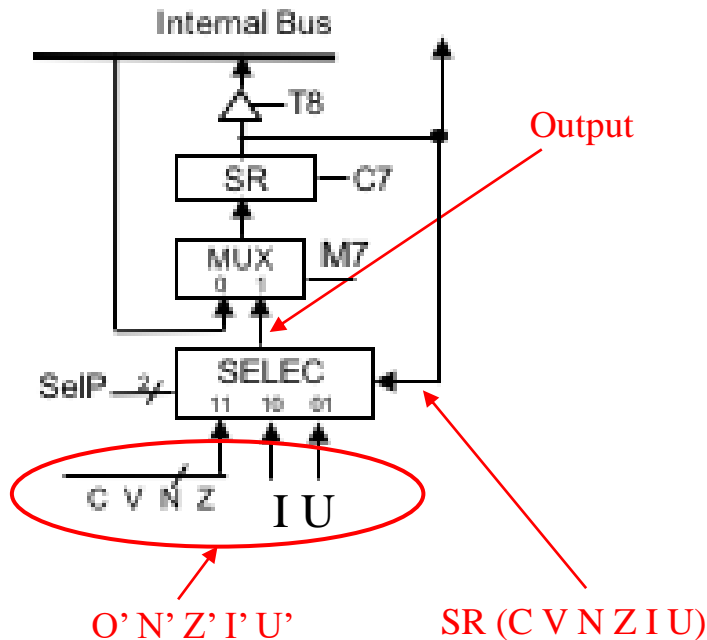 Internal Bus
T8
Output
SR
C7
MUX
M7
0 1
SelP
2
SELEC
11 10 01
C V N Z
I U
O’ N’ Z’ I’ U’
SR (C V N Z I U)